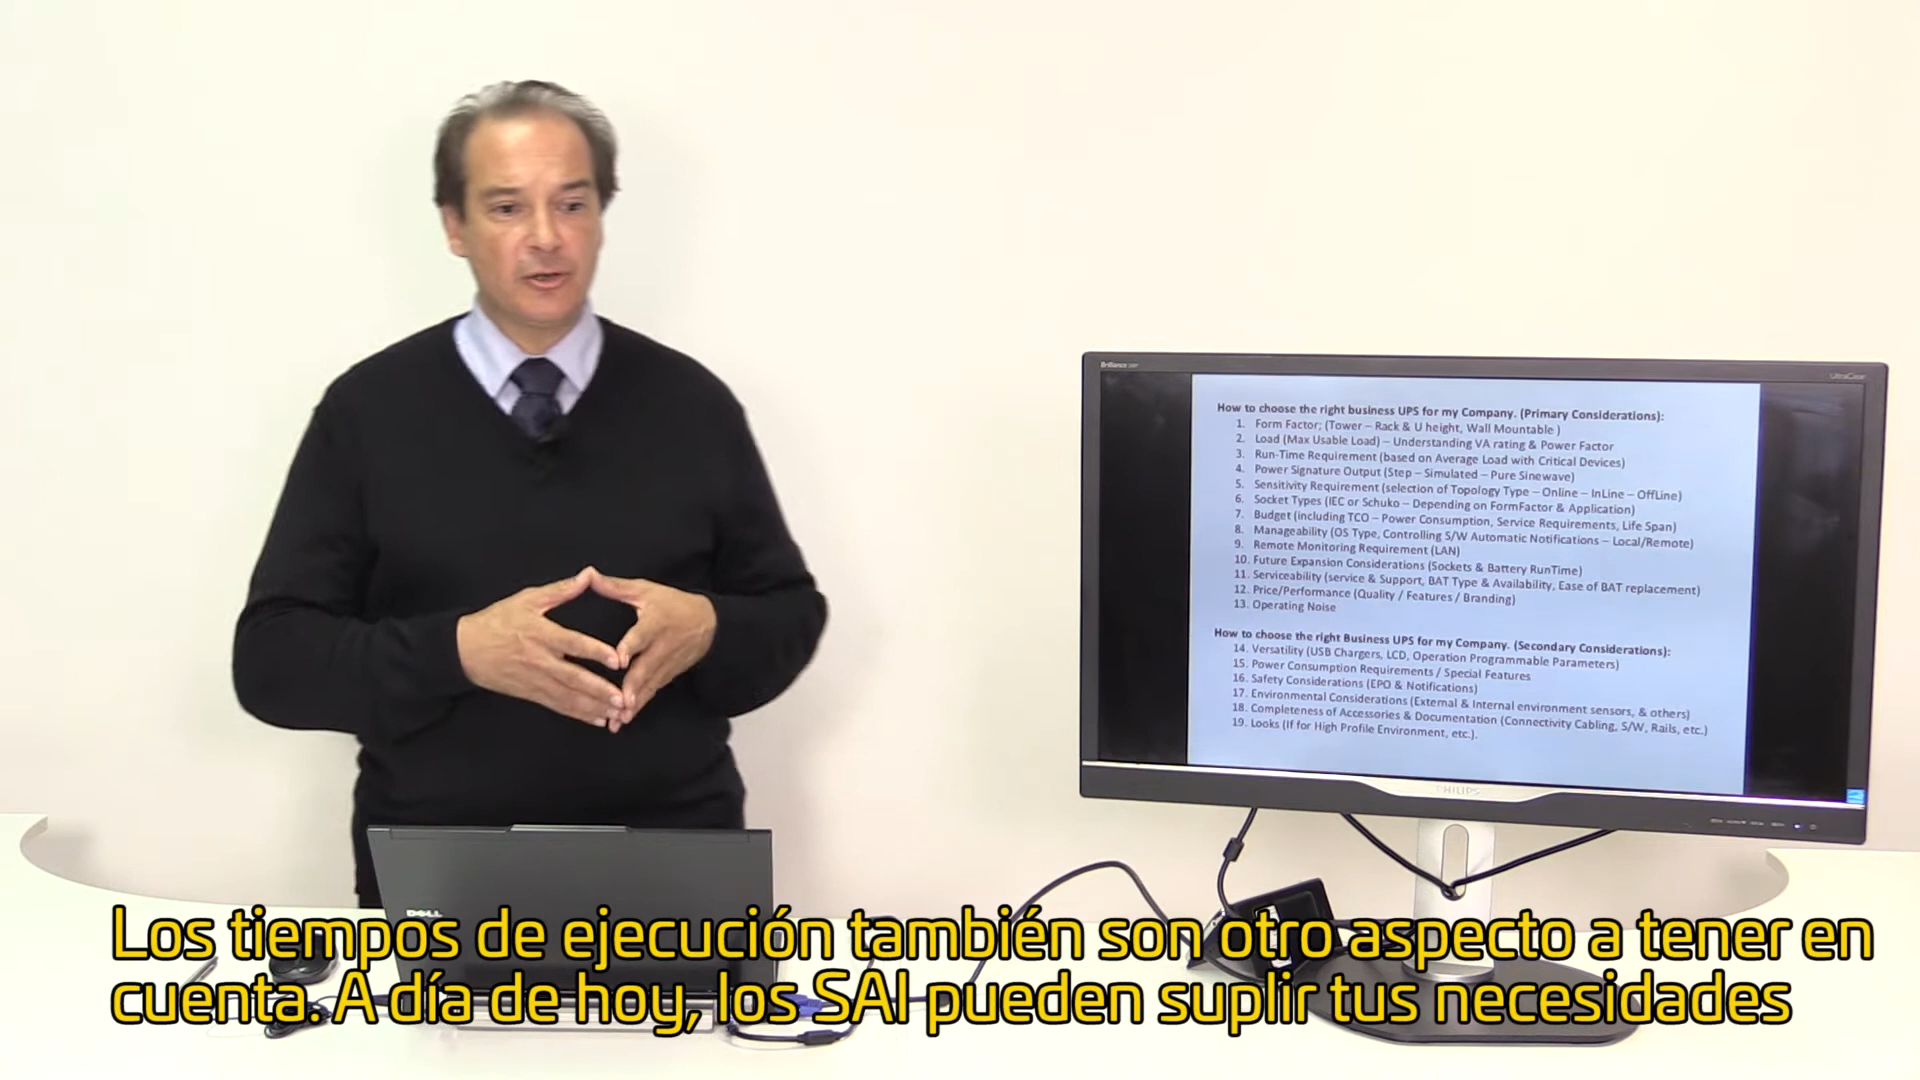 Brilliance
UltraClear
How to choose the right business UPS for my Company. (Primary Considerations):
1. Form Factor; (Tower – Rack & U height, Wall Mountable )
2. Load (Max Usable Load) – Understanding VA rating & Power Factor
3. Run-Time Requirement (based on Average Load with Critical Devices)
4. Power Signature Output (Step – Simulated – Pure Sinewave)
5. Sensitivity Requirement (selection of Topology Type – Online – InLine – OffLine)
6. Socket Types (IEC or Schuko – Depending on FormFactor & Application)
7. Budget (including TCO – Power Consumption, Service Requirements, Life Span)
8. Manageability (OS Type, Controlling S/W Automatic Notifications – Local/Remote)
9. Remote Monitoring Requirement (LAN)
10. Future Expansion Considerations (Sockets & Battery RunTime)
11. Serviceability (service & Support, BAT Type & Availability, Ease of BAT replacement)
12. Price/Performance (Quality / Features / Branding)
13. Operating Noise
How to choose the right Business UPS for my Company. (Secondary Considerations):
14. Versatility (USB Chargers, LCD, Operation Programmable Parameters)
15. Power Consumption Requirements / Special Features
16. Safety Considerations (EPO & Notifications)
17. Environmental Considerations (External & Internal environment sensors, & others)
18. Completeness of Accessories & Documentation (Connectivity Cabling, S/W, Rails, etc.)
19. Looks (If for High Profile Environment, etc.).
PHILIPS
DELL
Los tiempos de ejecución también son otro aspecto a tener en
cuenta. A día de hoy, los SAI pueden suplir tus necesidades